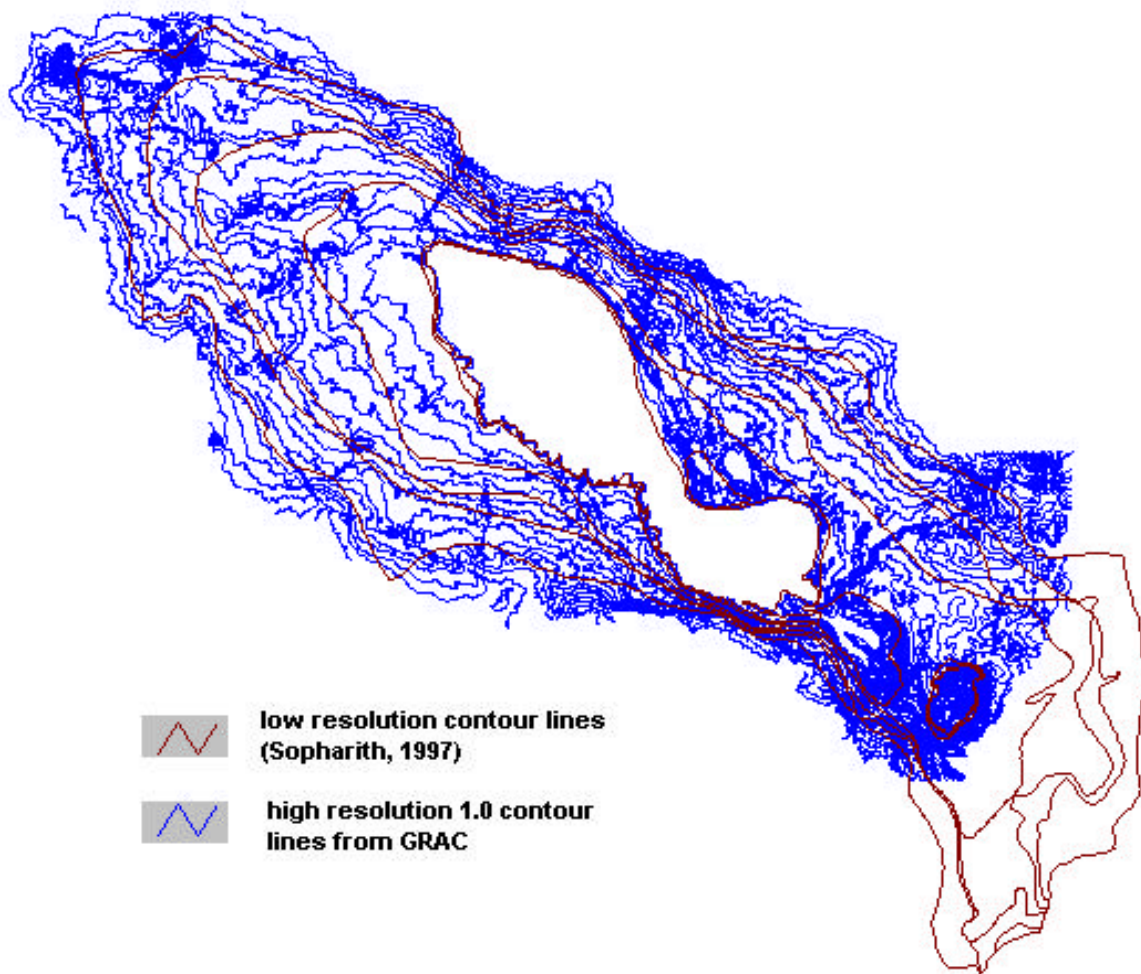 low resolution contour lines
(Sopharith, 1997)
high resolution 1.0 contour
lines from GRAC